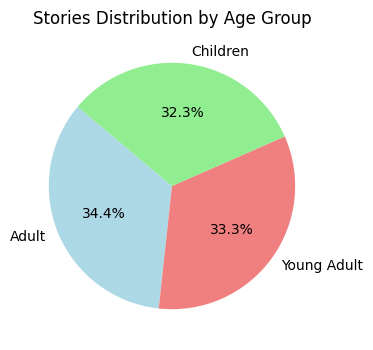 Stories Distribution by Age Group
Children
32.3%
34.4%
33.3%
Adult
Young Adult